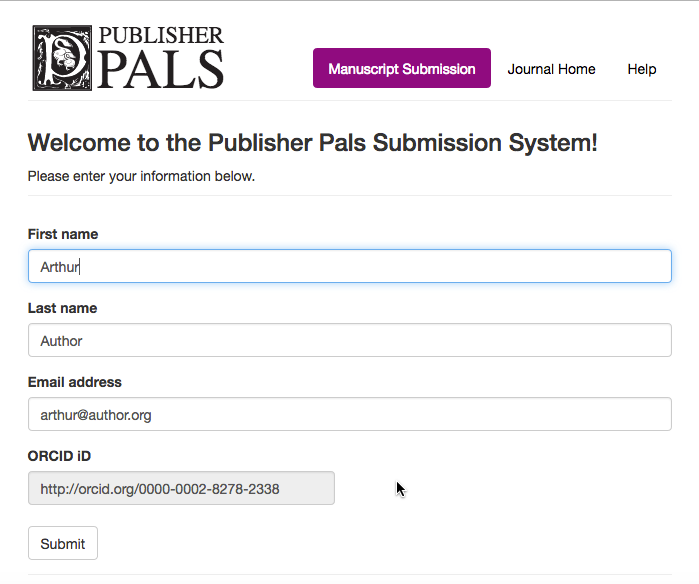 PUBLISHER
PALS
Manuscript Submission Journal Home Help
Welcome to the Publisher Pals Submission System!
Please enter your information below.
First name
Arthur
Last name
Author
Email address
arthur@author.org
ORCID iD
http://orcid.org/0000-0002-8278-2338
Submit